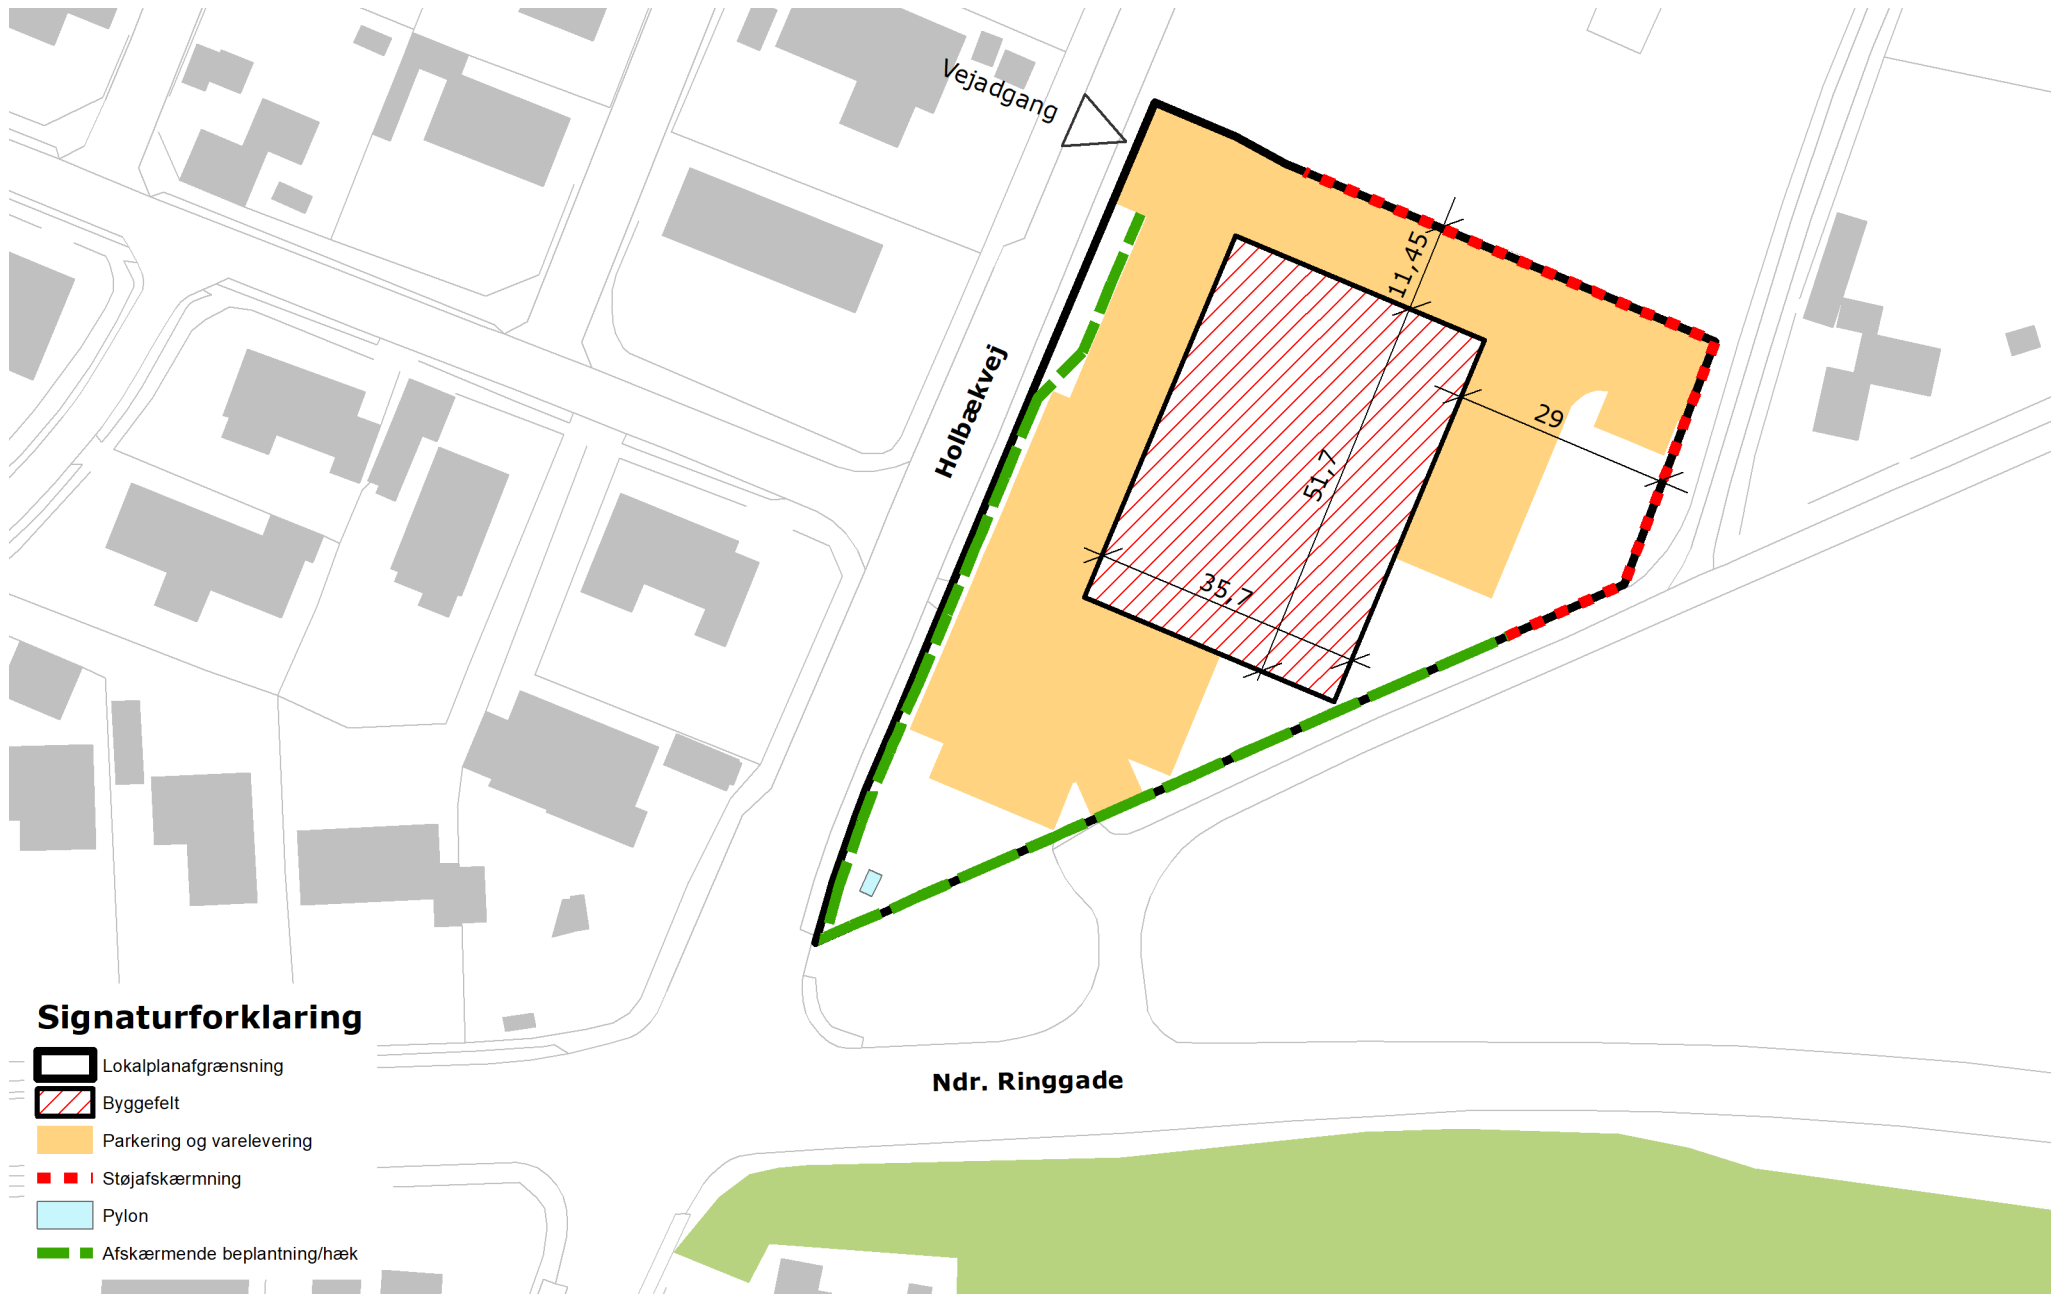 Vejadgang
11,45
29
Holbækvej
51,7
35,7
Signaturforklaring
Lokalplanafgrænsning
Byggefelt
Parkering og varelevering
Støjafskærmning
Pylon
Afskærmende beplantning/hæk
Ndr. Ringgade